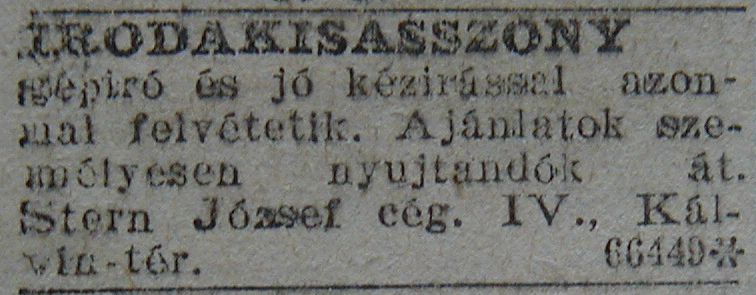 IRODAKISASSZONY
gépiró és jó kézirással azon-
nal felvétetik. Ajánlatok sze-
mélyesen nyujtandók át.
Stern József cég. IV., Kál-
vin-tér. 66449*